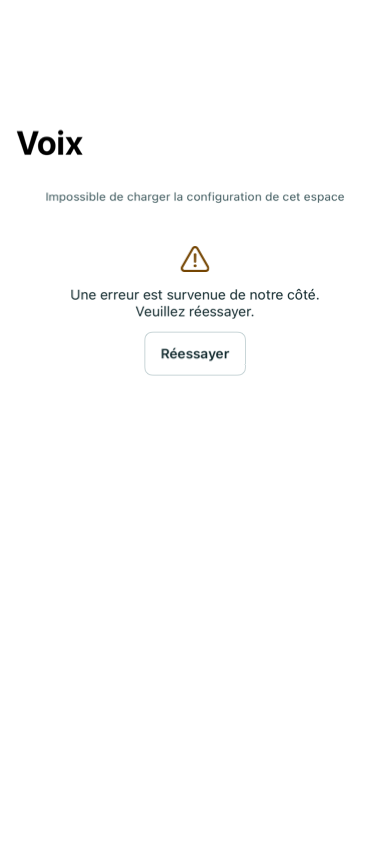 Voix
Impossible de charger la configuration de cet espace
Une erreur est survenue de notre côté.
Veuillez réessayer.
Réessayer